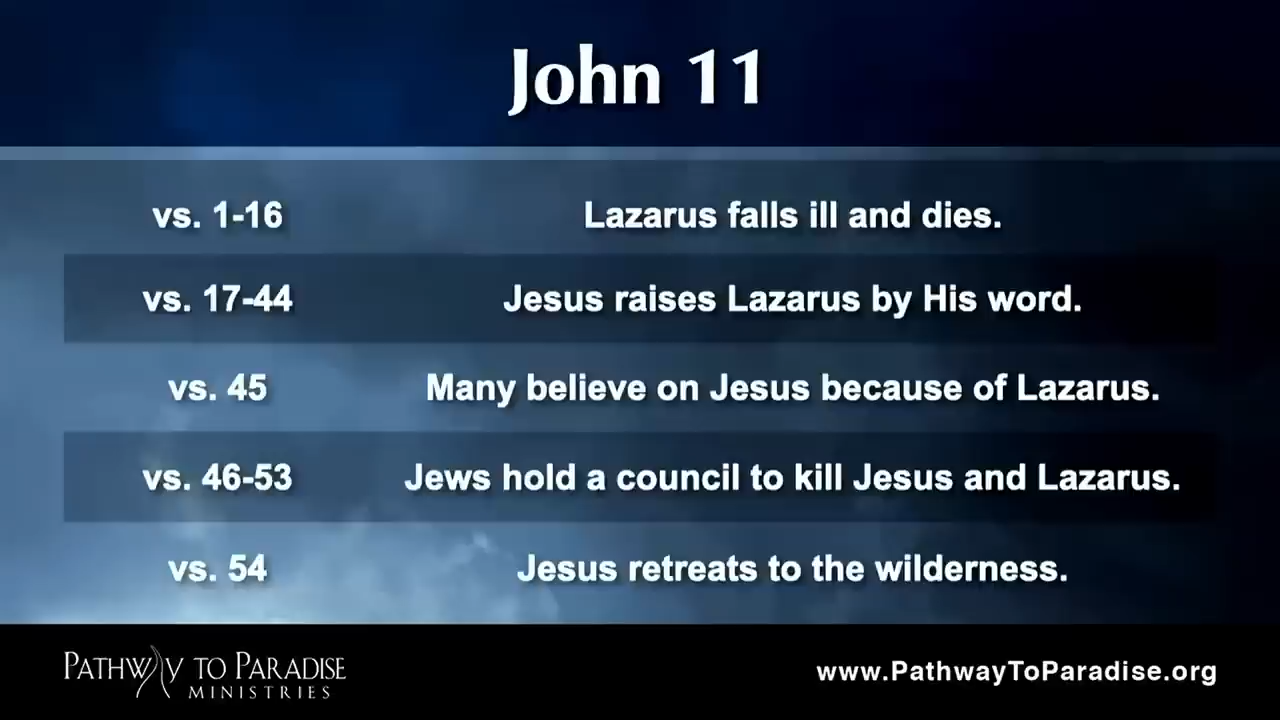 John 11
vs. 1-16 Lazarus falls ill and dies.
vs. 17-44 Jesus raises Lazarus by His word.
vs. 45 Many believe on Jesus because of Lazarus.
vs. 46-53 Jews hold a council to kill Jesus and Lazarus.
vs. 54 Jesus retreats to the wilderness.
PATHWAY TO PARADISE
MINISTRIES
www.PathwayToParadise.org